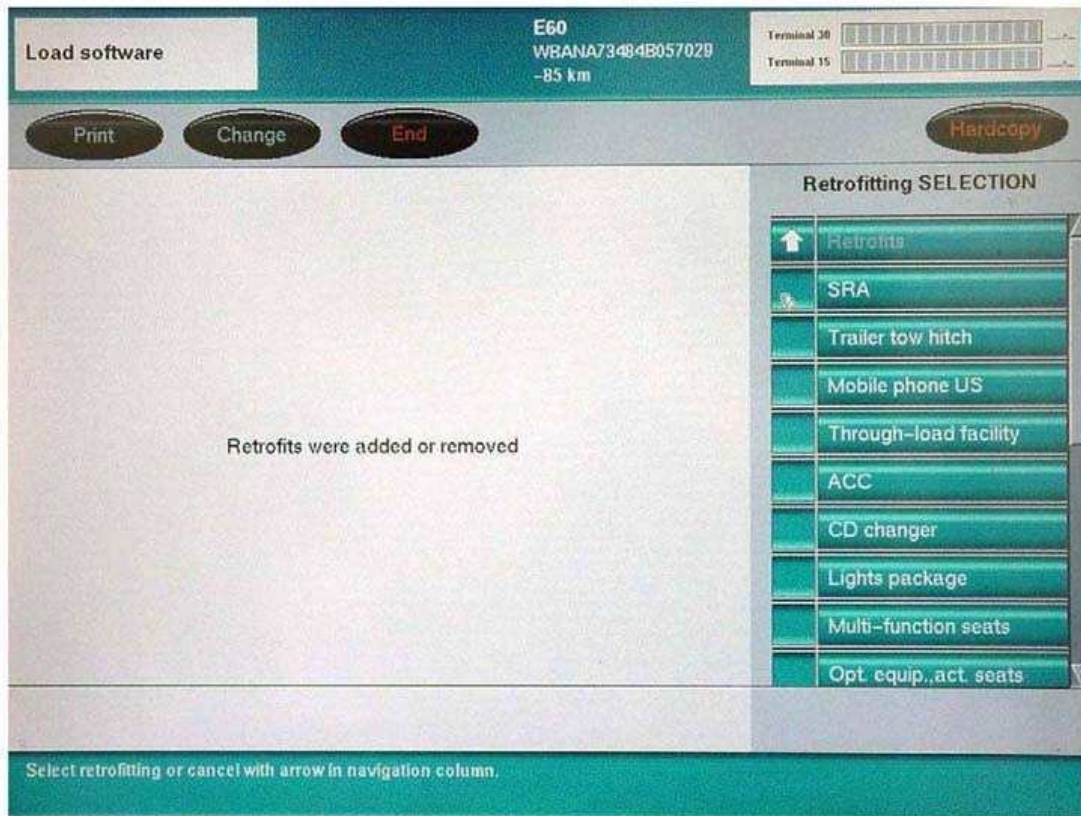 Load software
E60
WBANA73484B057029
-85 km
Terminal 30
Terminal 15
Print
Change
End
Hardcopy
Retrofitting SELECTION
Retrofits
SRA
Trailer tow hitch
Mobile phone US
Through-load facility
ACC
CD changer
Lights package
Multi-function seats
Opt. equip.,act. seats
Retrofits were added or removed
Select retrofitting or cancel with arrow in navigation column.